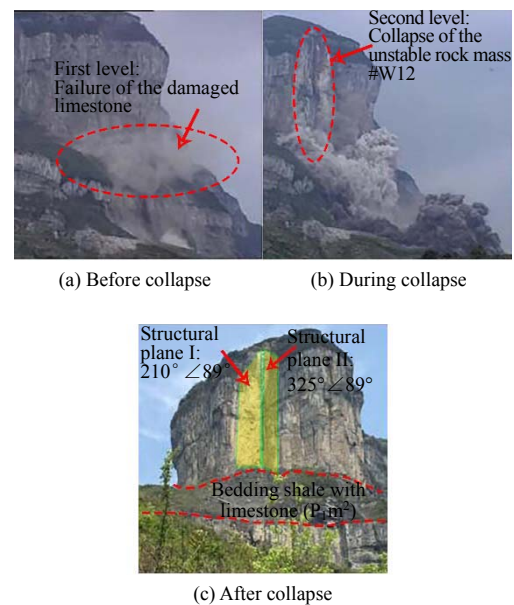 First level:
Failure of the damaged
limestone
Second level:
Collapse of the
unstable rock mass
#W12
(a) Before collapse
(b) During collapse
Structural
plane I:
210° ∠89°
Structural
plane II:
325° ∠89°
Bedding shale with
limestone (P₁m²)
(c) After collapse